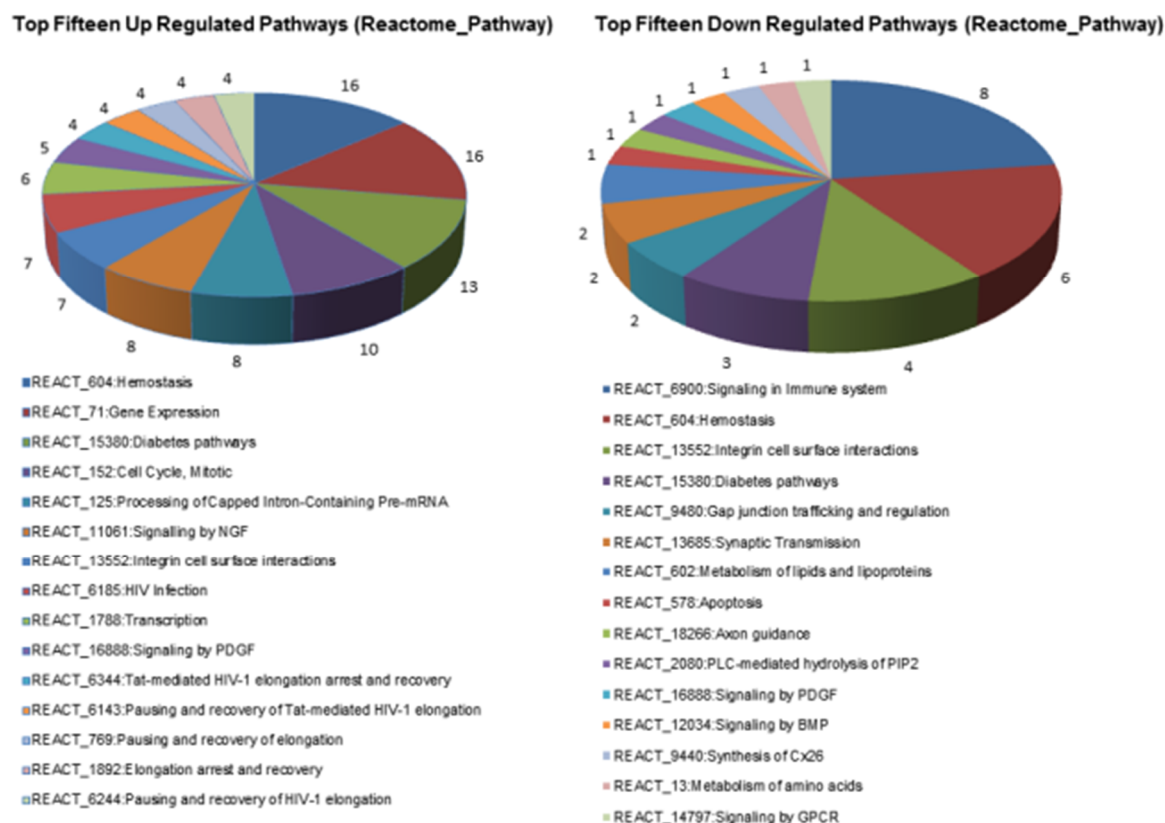 Top Fifteen Up Regulated Pathways (Reactome_Pathway)
16
16
13
10
8
8
7
7
6
5
4
4
4
4
4
REACT_604:Hemostasis
REACT_71:Gene Expression
REACT_15380:Diabetes pathways
REACT_152:Cell Cycle, Mitotic
REACT_125:Processing of Capped Intron-Containing Pre-mRNA
REACT_11061:Signalling by NGF
REACT_13552:Integrin cell surface interactions
REACT_6185:HIV Infection
REACT_1788:Transcription
REACT_16888:Signaling by PDGF
REACT_6344:Tat-mediated HIV-1 elongation arrest and recovery
REACT_6143:Pausing and recovery of Tat-mediated HIV-1 elongation
REACT_769:Pausing and recovery of elongation
REACT_1892:Elongation arrest and recovery
REACT_6244:Pausing and recovery of HIV-1 elongation
Top Fifteen Down Regulated Pathways (Reactome_Pathway)
8
6
4
3
2
2
2
1
1
1
1
1
1
1
1
REACT_6900:Signaling in Immune system
REACT_604:Hemostasis
REACT_13552:Integrin cell surface interactions
REACT_15380:Diabetes pathways
REACT_9480:Gap junction trafficking and regulation
REACT_13685:Synaptic Transmission
REACT_602:Metabolism of lipids and lipoproteins
REACT_578:Apoptosis
REACT_18266:Axon guidance
REACT_2080:PLC-mediated hydrolysis of PIP2
REACT_16888:Signaling by PDGF
REACT_12034:Signaling by BMP
REACT_9440:Synthesis of Cx26
REACT_13:Metabolism of amino acids
REACT_14797:Signaling by GPCR